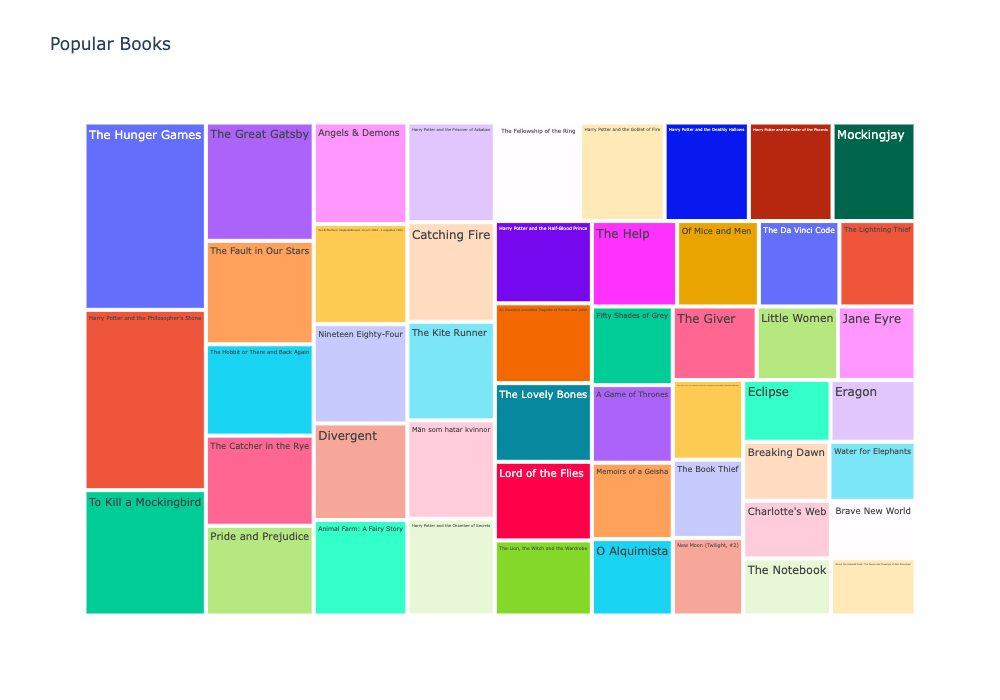 Popular Books
The Hunger Games
Harry Potter and the Philosopher's Stone
To Kill a Mockingbird
The Great Gatsby
The Fault in Our Stars
The Hobbit or There and Back Again
The Catcher in the Rye
Pride and Prejudice
Angels & Demons
Nineteen Eighty-Four
Divergent
Animal Farm: A Fairy Story
Harry Potter and the Prisoner of Azkaban
Catching Fire
The Kite Runner
Män som hatar kvinnor
Harry Potter and the Chamber of Secrets
The Fellowship of the Ring
Harry Potter and the Goblet of Fire
Harry Potter and the Deathly Hallows
Harry Potter and the Order of the Phoenix
Mockingjay
Harry Potter and the Half-Blood Prince
An Excellent conceited Tragedie of Romeo and Juliet
The Lovely Bones
Lord of the Flies
The Lion, the Witch and the Wardrobe
The Help
Of Mice and Men
The Da Vinci Code
The Lightning Thief
Fifty Shades of Grey
A Game of Thrones
Memoirs of a Geisha
O Alquimista
The Giver
Little Women
Jane Eyre
The Book Thief
New Moon (Twilight, #2)
Eclipse
Eragon
Breaking Dawn
Water for Elephants
Charlotte's Web
Brave New World
The Notebook